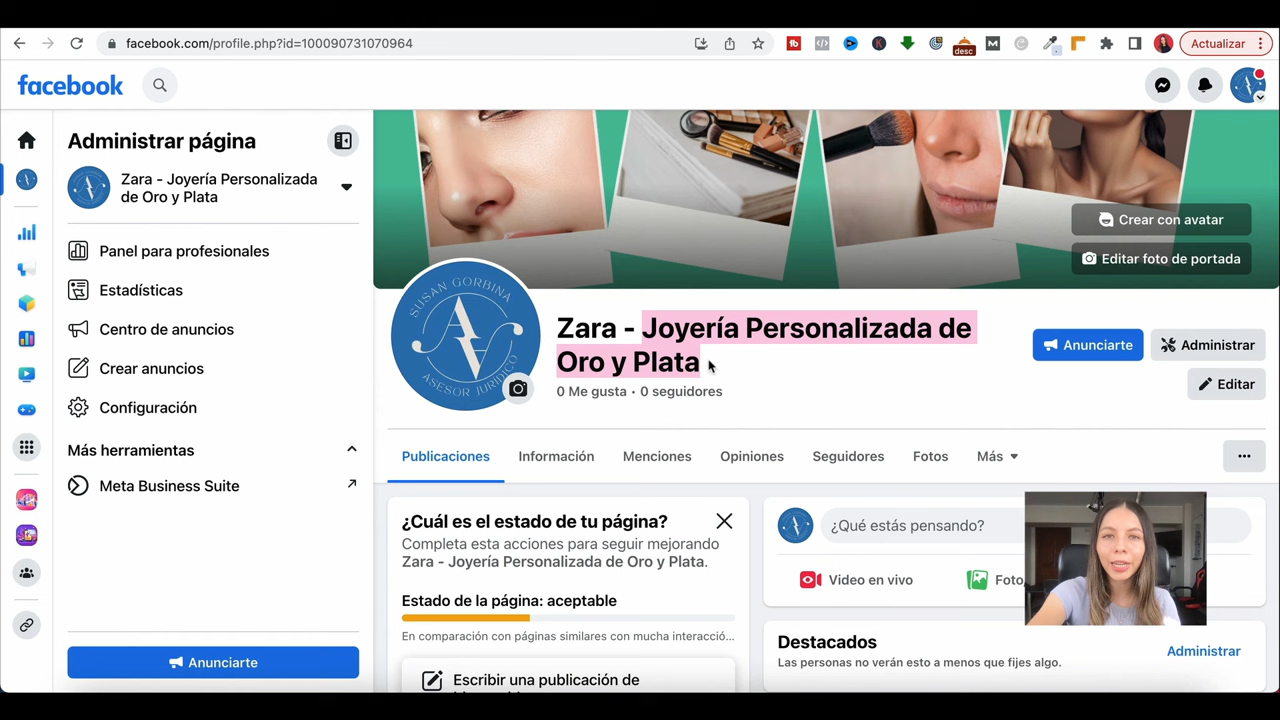 facebook.com/profile.php?id=100090731070964
desc
Actualizar
facebook
Administrar página
Zara - Joyería Personalizada
de Oro y Plata
Panel para profesionales
Estadísticas
Centro de anuncios
Crear anuncios
Configuración
Más herramientas
Meta Business Suite
Anunciarte
Crear con avatar
Editar foto de portada
SUSAN GORBINA
ASESOR JURÍDICO
Zara - Joyería Personalizada de
Oro y Plata
0 Me gusta • 0 seguidores
Anunciarte
Administrar
Editar
Publicaciones
Información
Menciones
Opiniones
Seguidores
Fotos
Más
¿Cuál es el estado de tu página?
Completa esta acciones para seguir mejorando
Zara - Joyería Personalizada de Oro y Plata.
Estado de la página: aceptable
En comparación con páginas similares con mucha interacció...
Escribir una publicación de
¿Qué estás pensando?
Video en vivo
Foto
Destacados
Administrar
Las personas no verán esto a menos que fijes algo.